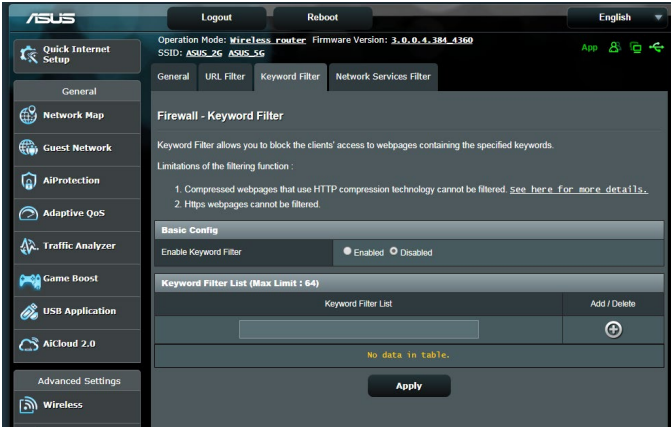 ASUS
Logout
Reboot
English
Quick Internet
Setup
Operation Mode: Wireless router Firmware Version: 3.0.0.4.384_4360
SSID: ASUS_2G ASUS_5G
App
General
URL Filter
Keyword Filter
Network Services Filter
General
Network Map
Guest Network
AiProtection
Adaptive QoS
Traffic Analyzer
Game Boost
USB Application
AiCloud 2.0
Advanced Settings
Wireless
Firewall - Keyword Filter
Keyword Filter allows you to block the clients' access to webpages containing the specified keywords.
Limitations of the filtering function :
1. Compressed webpages that use HTTP compression technology cannot be filtered. See here for more details.
2. Https webpages cannot be filtered.
Basic Config
Enable Keyword Filter
Enabled
Disabled
Keyword Filter List (Max Limit : 64)
Keyword Filter List
Add / Delete
No data in table.
Apply